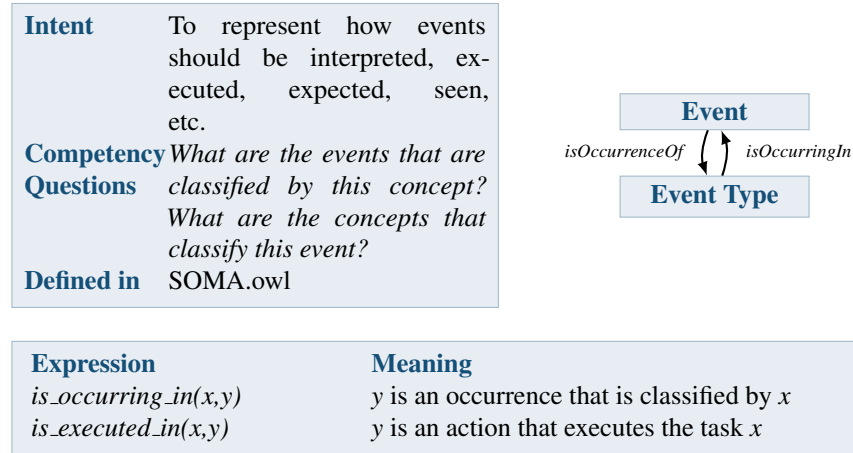 Intent To represent how events
should be interpreted, ex-
ecuted, expected, seen,
etc.
Competency What are the events that are
Questions classified by this concept?
What are the concepts that
classify this event?
Defined in SOMA.owl
Event
isOccurrenceOf isOccurringIn
Event Type
Expression Meaning
is_occurring_in(x,y) y is an occurrence that is classified by x
is_executed_in(x,y) y is an action that executes the task x